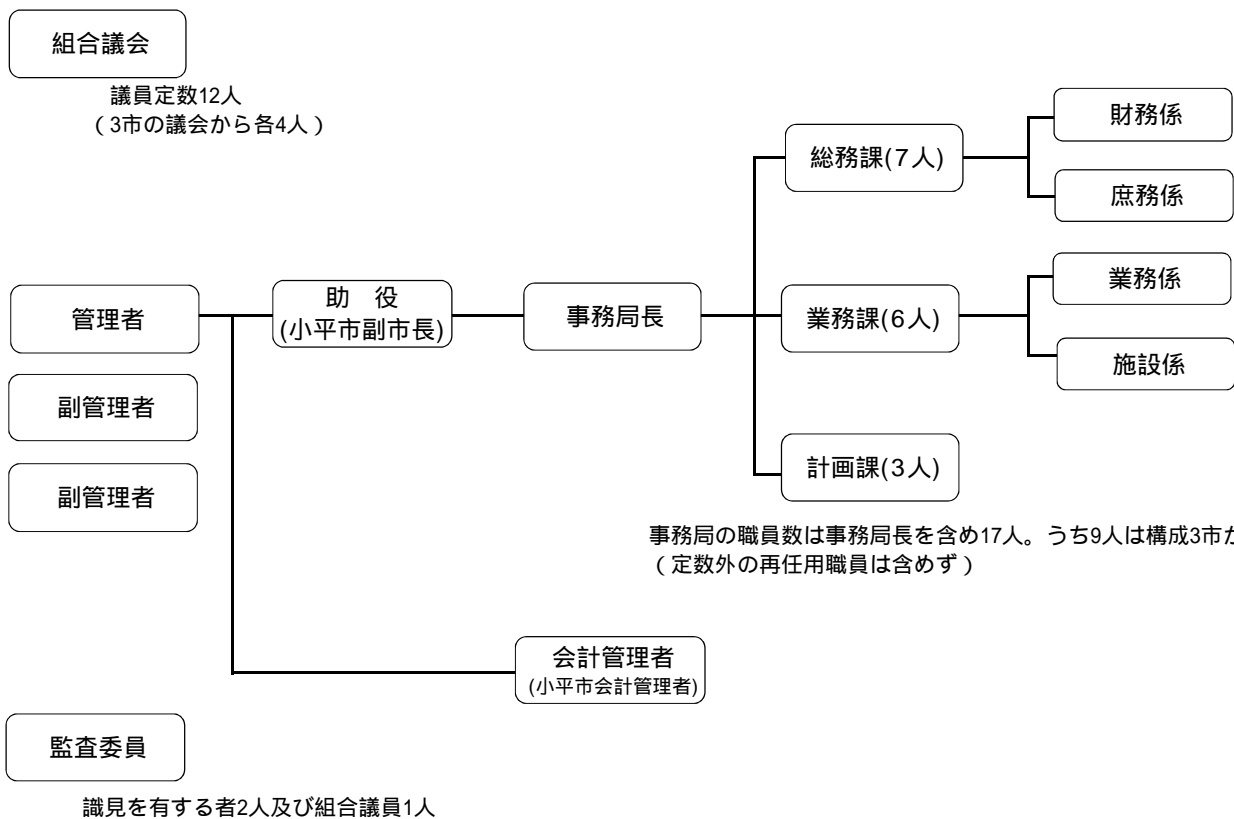 組合議会
議員定数12人
(3市の議会から各4人)
財務係
総務課(7人)
庶務係
業務係
管理者
助　役
(小平市副市長)
事務局長
業務課(6人)
施設係
副管理者
計画課(3人)
副管理者
事務局の職員数は事務局長を含め17人。うち9人は構成3市
(定数外の再任用職員は含めず)
会計管理者
(小平市会計管理者)
監査委員
識見を有する者2人及び組合議員1人